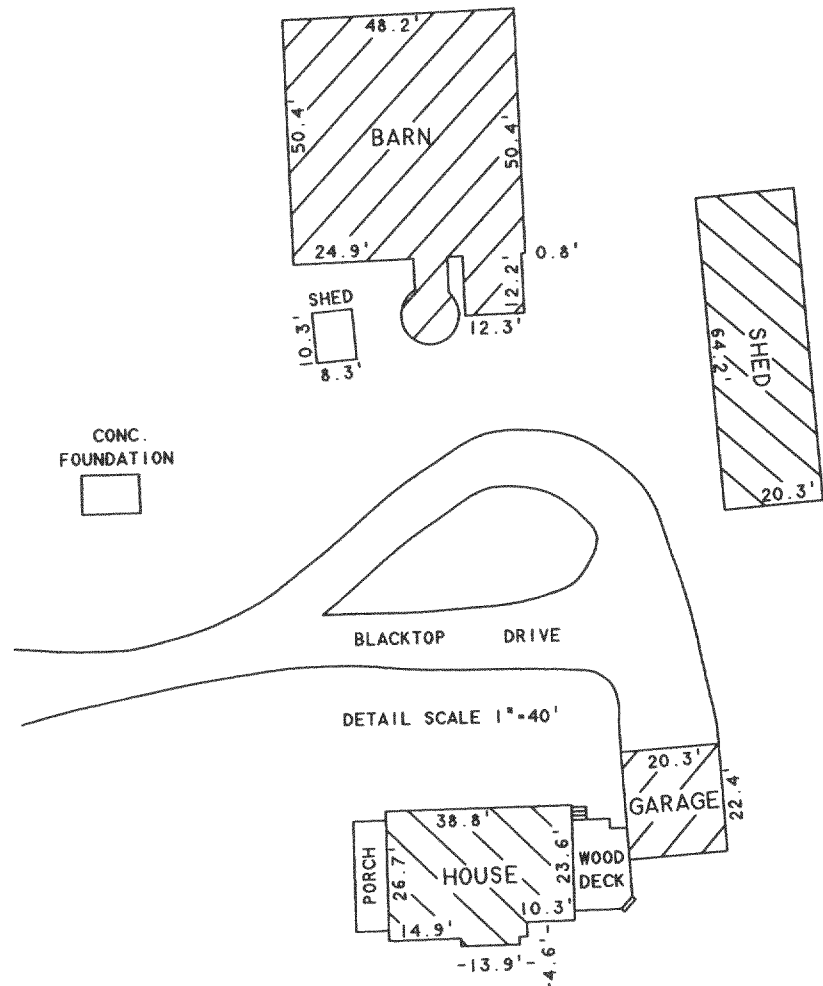 48.2'
50.4'
BARN
50.4'
24.9'
0.8'
12.2'
12.3'
SHED
10.3'
8.3'
SHED
64.2'
20.3'
CONC.
FOUNDATION
BLACKTOP DRIVE
DETAIL SCALE 1"=40'
20.3'
GARAGE
22.4'
38.8'
PORCH
26.7'
HOUSE
23.6'
WOOD
DECK
10.3'
14.9'
-13.9'-
-4.6'-